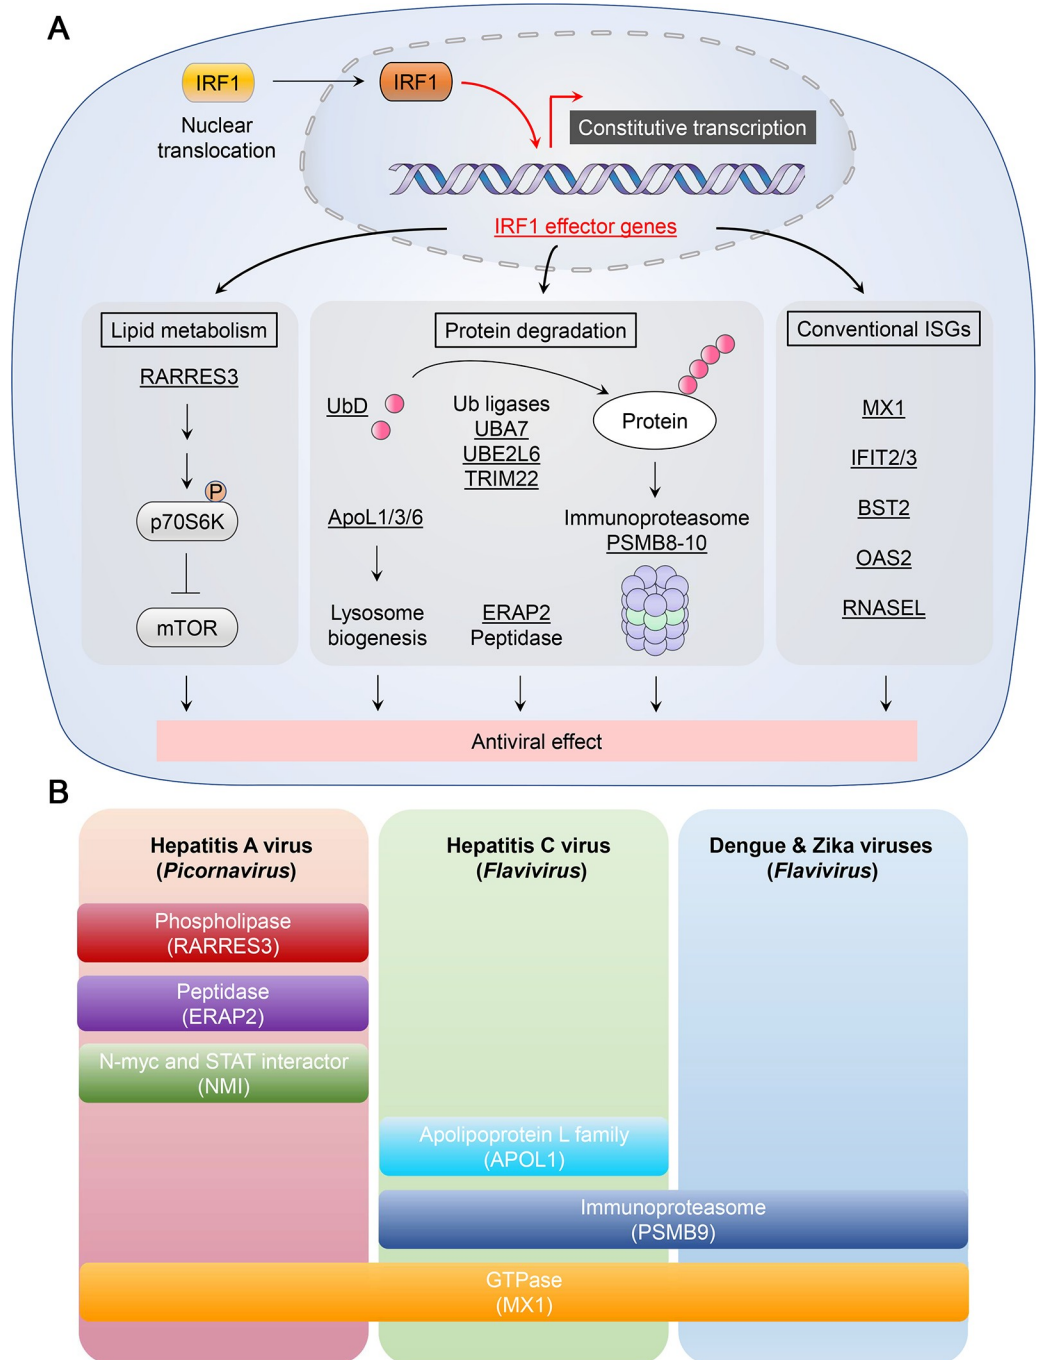 A
IRF1
IRF1
Nuclear
translocation
Constitutive transcription
IRF1 effector genes
Lipid metabolism
RARRES3
P
p70S6K
mTOR
Protein degradation
UbD
Ub ligases
UBA7
UBE2L6
TRIM22
Protein
ApoL1/3/6
Lysosome
biogenesis
ERAP2
Peptidase
Immunoproteasome
PSMB8-10
Conventional ISGs
MX1
IFIT2/3
BST2
OAS2
RNASEL
Antiviral effect
B
Hepatitis A virus
(Picornavirus)
Hepatitis C virus
(Flavivirus)
Dengue & Zika viruses
(Flavivirus)
Phospholipase
(RARRES3)
Peptidase
(ERAP2)
N-myc and STAT interactor
(NMI)
Apolipoprotein L family
(APOL1)
Immunoproteasome
(PSMB9)
GTPase
(MX1)